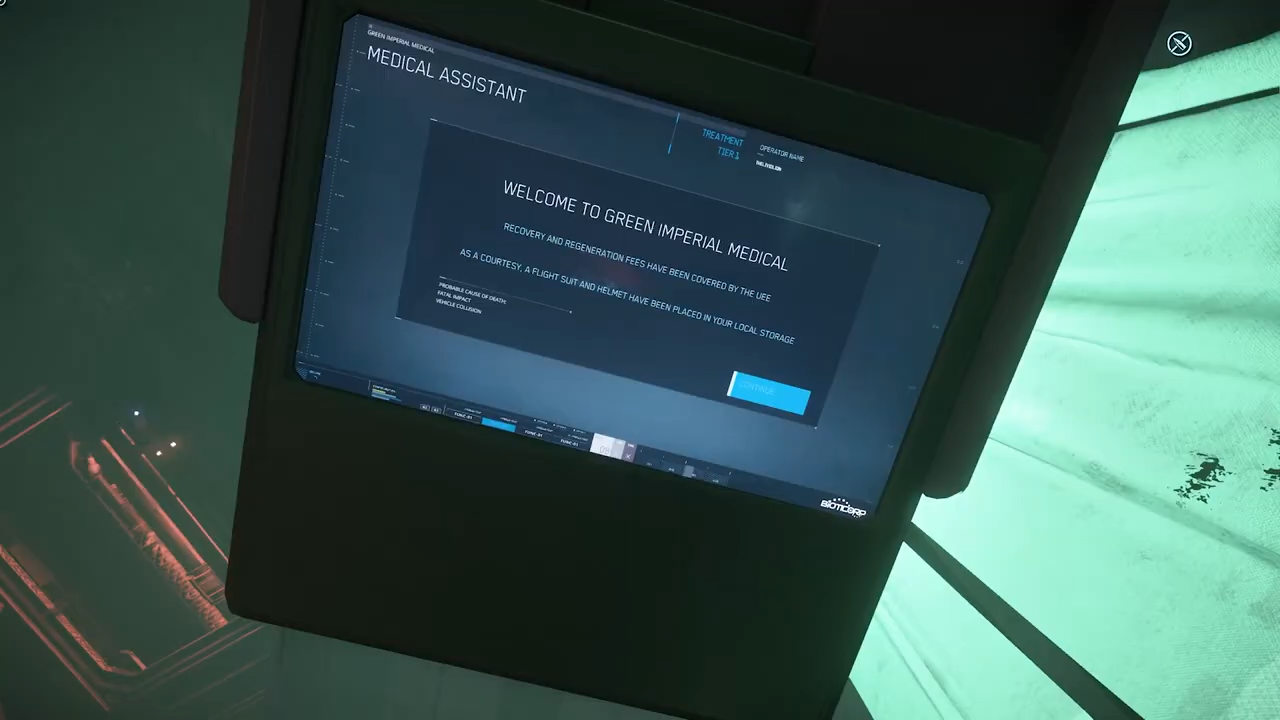 GREEN IMPERIAL MEDICAL
MEDICAL ASSISTANT
TREATMENT
TIER 1
OPERATOR NAME
WELCOME TO GREEN IMPERIAL MEDICAL
RECOVERY AND REGENERATION FEES HAVE BEEN COVERED BY THE UEE
AS A COURTESY, A FLIGHT SUIT AND HELMET HAVE BEEN PLACED IN YOUR LOCAL STORAGE
PROBABLE CAUSE OF DEATH:
FATAL IMPACT
VEHICLE COLLISION
CONTINUE
BIOTICORP